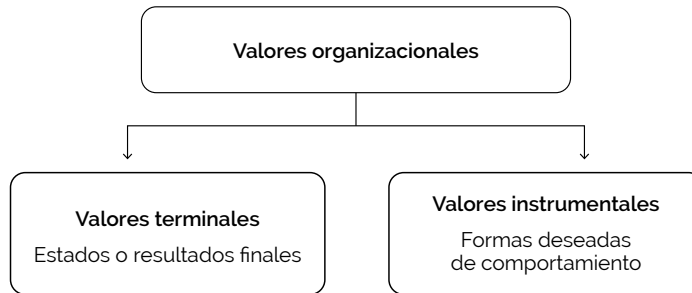 Valores organizacionales
Valores terminales
Estados o resultados finales
Valores instrumentales
Formas deseadas
de comportamiento